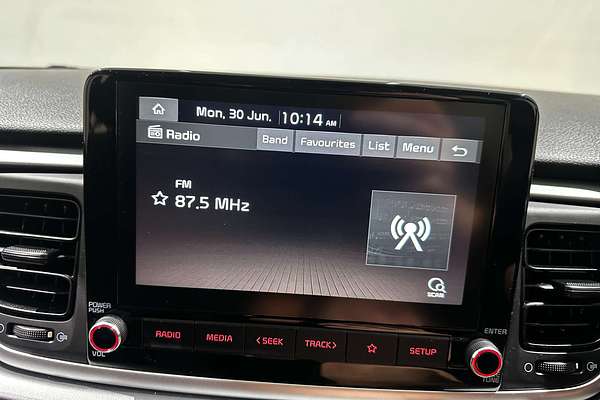 Mon, 30 Jun. 10:14 AM
Radio Band Favourites List Menu
FM
87.5 MHz
SCAN
POWER PUSH ENTER
RADIO MEDIA < SEEK TRACK > SETUP
VOL TUNE